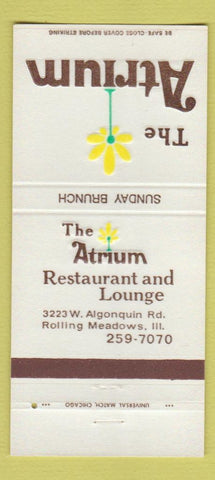 BE SAFE-CLOSE COVER BEFORE STRIKING
The
Atrium
SUNDAY BRUNCH
The
Atrium
Restaurant and
Lounge
3223 W. Algonquin Rd.
Rolling Meadows, Ill.
259-7070
UNIVERSAL MATCH, CHICAGO